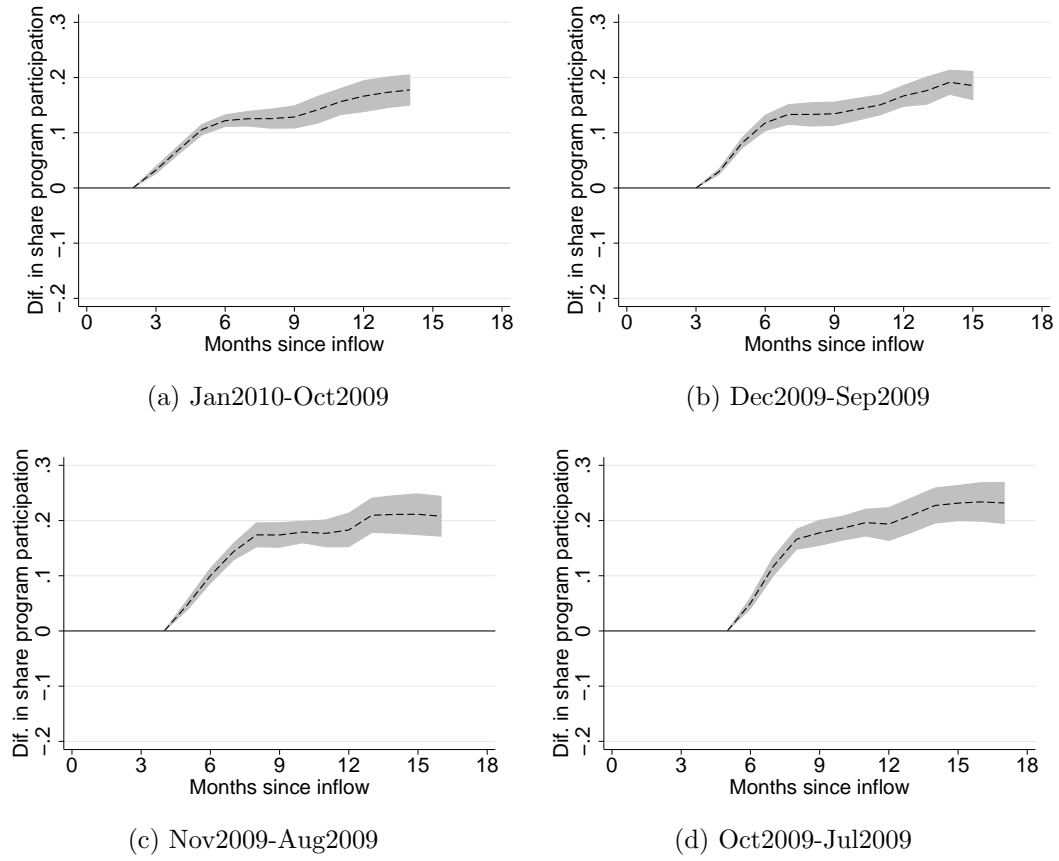 Dif. in share program participation
.3
.2
.1
0
-.1
-.2
0 3 6 9 12 15 18
Months since inflow
(a) Jan2010-Oct2009
Dif. in share program participation
.3
.2
.1
0
-.1
-.2
0 3 6 9 12 15 18
Months since inflow
(b) Dec2009-Sep2009
Dif. in share program participation
.3
.2
.1
0
-.1
-.2
0 3 6 9 12 15 18
Months since inflow
(c) Nov2009-Aug2009
Dif. in share program participation
.3
.2
.1
0
-.1
-.2
0 3 6 9 12 15 18
Months since inflow
(d) Oct2009-Jul2009